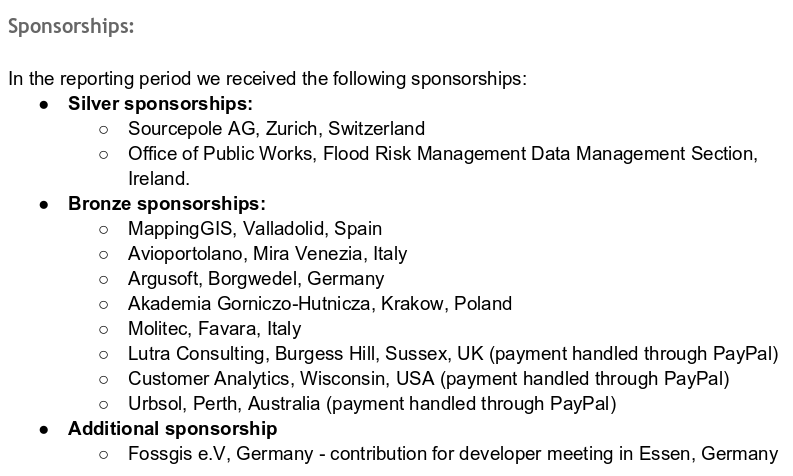 Sponsorships:
In the reporting period we received the following sponsorships:
● Silver sponsorships:
○ Sourcepole AG, Zurich, Switzerland
○ Office of Public Works, Flood Risk Management Data Management Section,
Ireland.
● Bronze sponsorships:
○ MappingGIS, Valladolid, Spain
○ Avioportolano, Mira Venezia, Italy
○ Argusoft, Borgwedel, Germany
○ Akademia Gorniczo-Hutnicza, Krakow, Poland
○ Molitec, Favara, Italy
○ Lutra Consulting, Burgess Hill, Sussex, UK (payment handled through PayPal)
○ Customer Analytics, Wisconsin, USA (payment handled through PayPal)
○ Urbsol, Perth, Australia (payment handled through PayPal)
● Additional sponsorship
○ Fossgis e.V, Germany - contribution for developer meeting in Essen, Germany